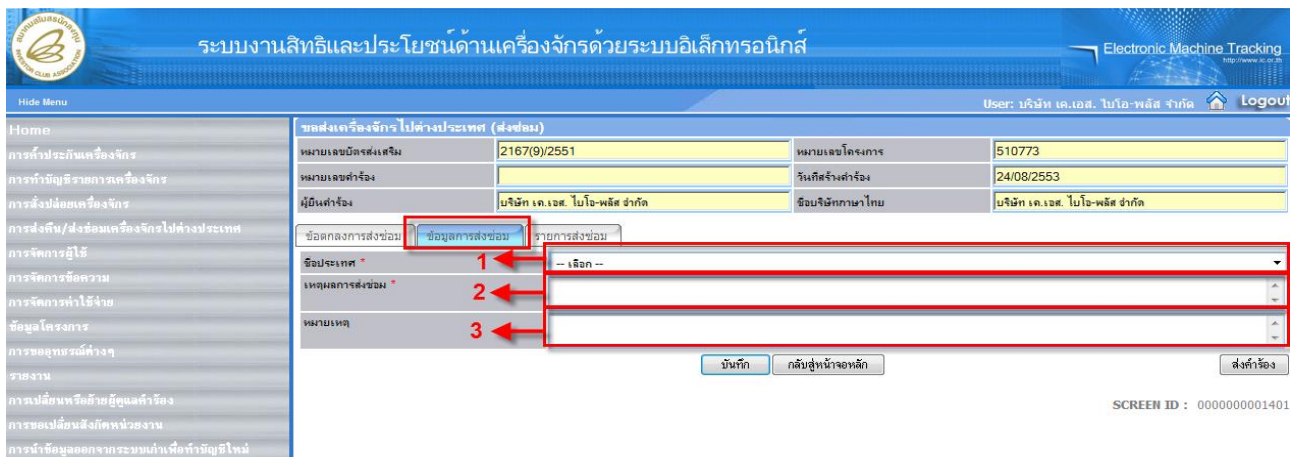 ระบบงานสิทธิและประโยชน์ด้านเครื่องจักรด้วยระบบอิเล็กทรอนิกส์
Electronic Machine Tracking
http://www.ic.or.th
Hide Menu
User: บริษัท เค.เอส. ไบโอ-พลัส จำกัด
Logout
Home
การค้ำประกันเครื่องจักร
การทำบัญชีรายการเครื่องจักร
การสั่งปล่อยเครื่องจักร
การส่งคืน/ส่งซ่อมเครื่องจักรไปต่างประเทศ
การจัดการผู้ใช้
การจัดการข้อความ
การจัดการค่าใช้จ่าย
ข้อมูลโครงการ
การขออุทธรณ์ต่างๆ
รายงาน
การเปลี่ยนหรือย้ายผู้ดูแลคำร้อง
การขอเปลี่ยนสังกัดหน่วยงาน
การนำข้อมูลออกจากระบบเก่าเพื่อทำบัญชีใหม่
ขอส่งเครื่องจักรไปต่างประเทศ (ส่งซ่อม)
หมายเลขบัตรส่งเสริม 2167(9)/2551 หมายเลขโครงการ 510773
หมายเลขคำร้อง วันที่สร้างคำร้อง 24/08/2553
ผู้ยื่นคำร้อง บริษัท เค.เอส. ไบโอ-พลัส จำกัด ชื่อบริษัทภาษาไทย บริษัท เค.เอส. ไบโอ-พลัส จำกัด
ข้อตกลงการส่งซ่อม ข้อมูลการส่งซ่อม รายการส่งซ่อม
ชื่อประเทศ * 1 -- เลือก --
เหตุผลการส่งซ่อม * 2
หมายเหตุ 3
บันทึก กลับสู่หน้าจอหลัก ส่งคำร้อง
SCREEN ID : 0000000001401